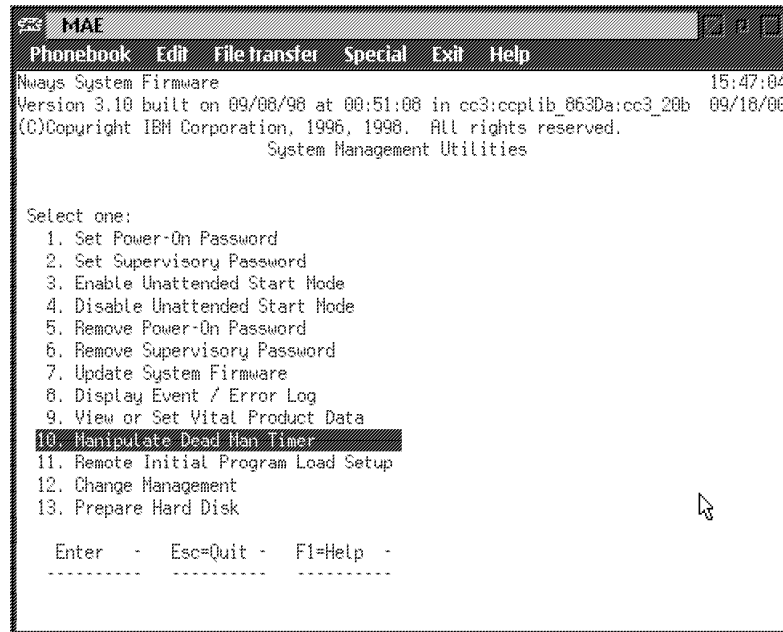 MAE
Phonebook Edit File transfer Special Exit Help
Nways System Firmware 15:47:04
Version 3.10 built on 09/08/98 at 00:51:08 in cc3:ccplib_863Da:cc3_20b 09/18/00
(C)Copyright IBM Corporation, 1996, 1998. All rights reserved.
System Management Utilities
Select one:
1. Set Power-On Password
2. Set Supervisory Password
3. Enable Unattended Start Mode
4. Disable Unattended Start Mode
5. Remove Power-On Password
6. Remove Supervisory Password
7. Update System Firmware
8. Display Event / Error Log
9. View or Set Vital Product Data
10. Manipulate Dead Man Timer
11. Remote Initial Program Load Setup
12. Change Management
13. Prepare Hard Disk
Enter - Esc=Quit - F1=Help -
---------- ---------- ----------